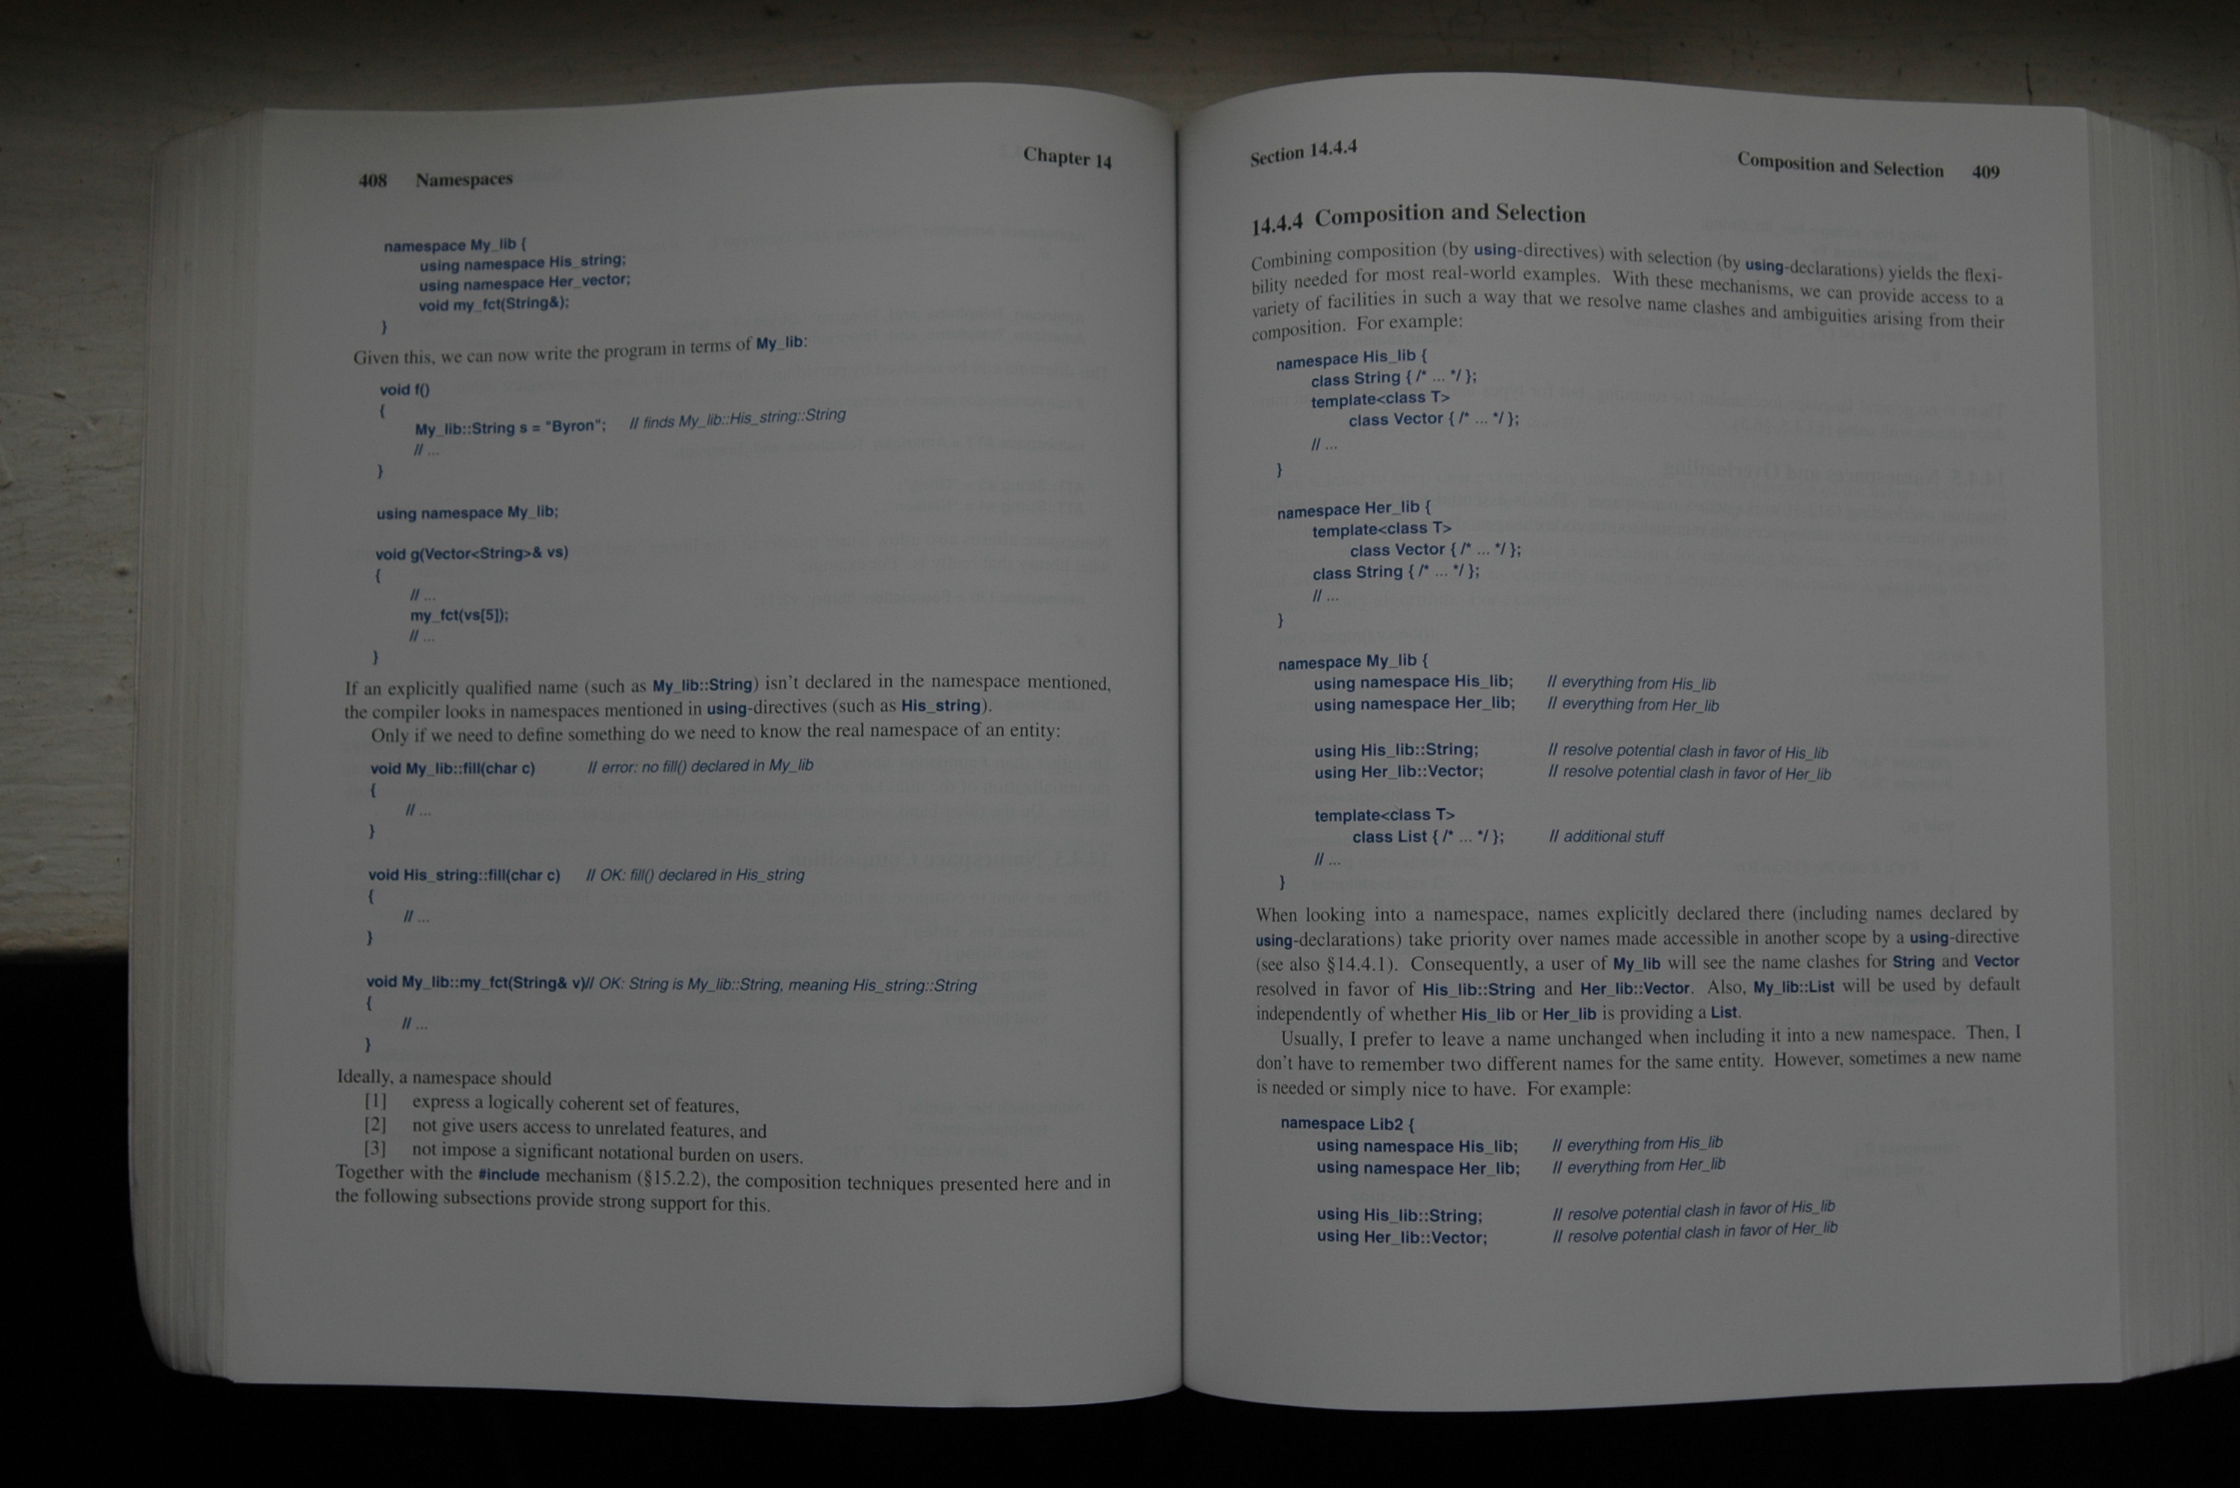 408 Namespaces Chapter 14
namespace My_lib {
using namespace His_string;
using namespace Her_vector;
void my_fct(String&);
}
Given this, we can now write the program in terms of My_lib:
void f()
{
My_lib::String s = "Byron"; // finds My_lib::His_string::String
// ...
}
using namespace My_lib;
void g(Vector<String>& vs)
{
// ...
my_fct(vs[5]);
// ...
}
If an explicitly qualified name (such as My_lib::String) isn't declared in the namespace mentioned,
the compiler looks in namespaces mentioned in using-directives (such as His_string).
Only if we need to define something do we need to know the real namespace of an entity:
void My_lib::fill(char c) // error: no fill() declared in My_lib
{
// ...
}
void His_string::fill(char c) // OK: fill() declared in His_string
{
// ...
}
void My_lib::my_fct(String& v)// OK: String is My_lib::String, meaning His_string::String
{
// ...
}
Ideally, a namespace should
[1] express a logically coherent set of features,
[2] not give users access to unrelated features, and
[3] not impose a significant notational burden on users.
Together with the #include mechanism (§15.2.2), the composition techniques presented here and in
the following subsections provide strong support for this.
Section 14.4.4 Composition and Selection 409
14.4.4 Composition and Selection
Combining composition (by using-directives) with selection (by using-declarations) yields the flexi-
bility needed for most real-world examples. With these mechanisms, we can provide access to a
variety of facilities in such a way that we resolve name clashes and ambiguities arising from their
composition. For example:
namespace His_lib {
class String { /* ... */ };
template<class T>
class Vector { /* ... */ };
// ...
}
namespace Her_lib {
template<class T>
class Vector { /* ... */ };
class String { /* ... */ };
// ...
}
namespace My_lib {
using namespace His_lib; // everything from His_lib
using namespace Her_lib; // everything from Her_lib
using His_lib::String; // resolve potential clash in favor of His_lib
using Her_lib::Vector; // resolve potential clash in favor of Her_lib
template<class T>
class List { /* ... */ }; // additional stuff
// ...
}
When looking into a namespace, names explicitly declared there (including names declared by
using-declarations) take priority over names made accessible in another scope by a using-directive
(see also §14.4.1). Consequently, a user of My_lib will see the name clashes for String and Vector
resolved in favor of His_lib::String and Her_lib::Vector. Also, My_lib::List will be used by default
independently of whether His_lib or Her_lib is providing a List.
Usually, I prefer to leave a name unchanged when including it into a new namespace. Then, I
don't have to remember two different names for the same entity. However, sometimes a new name
is needed or simply nice to have. For example:
namespace Lib2 {
using namespace His_lib; // everything from His_lib
using namespace Her_lib; // everything from Her_lib
using His_lib::String; // resolve potential clash in favor of His_lib
using Her_lib::Vector; // resolve potential clash in favor of Her_lib